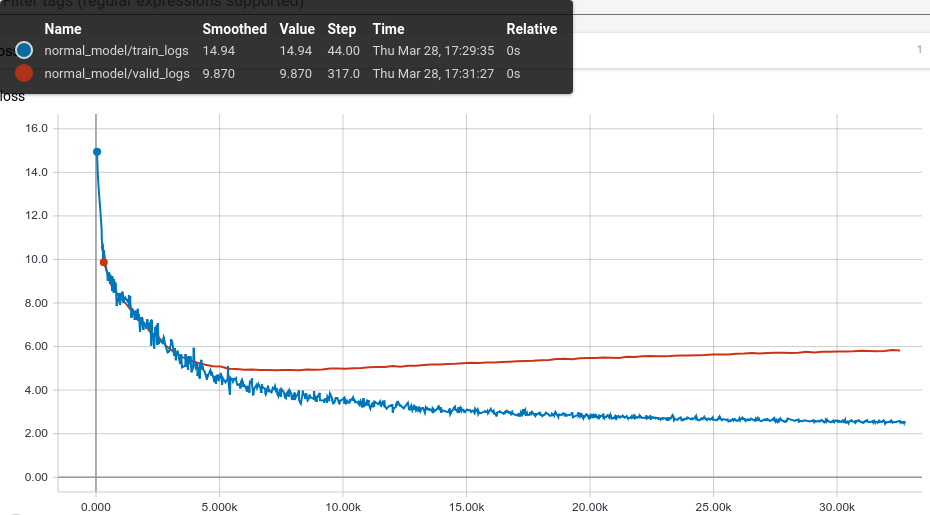 Filter tags (regular expressions supported)
Name Smoothed Value Step Time Relative
normal_model/train_logs 14.94 14.94 44.00 Thu Mar 28, 17:29:35 0s
normal_model/valid_logs 9.870 9.870 317.0 Thu Mar 28, 17:31:27 0s
1
loss
16.0
14.0
12.0
10.0
8.00
6.00
4.00
2.00
0.00
0.000 5.000k 10.00k 15.00k 20.00k 25.00k 30.00k